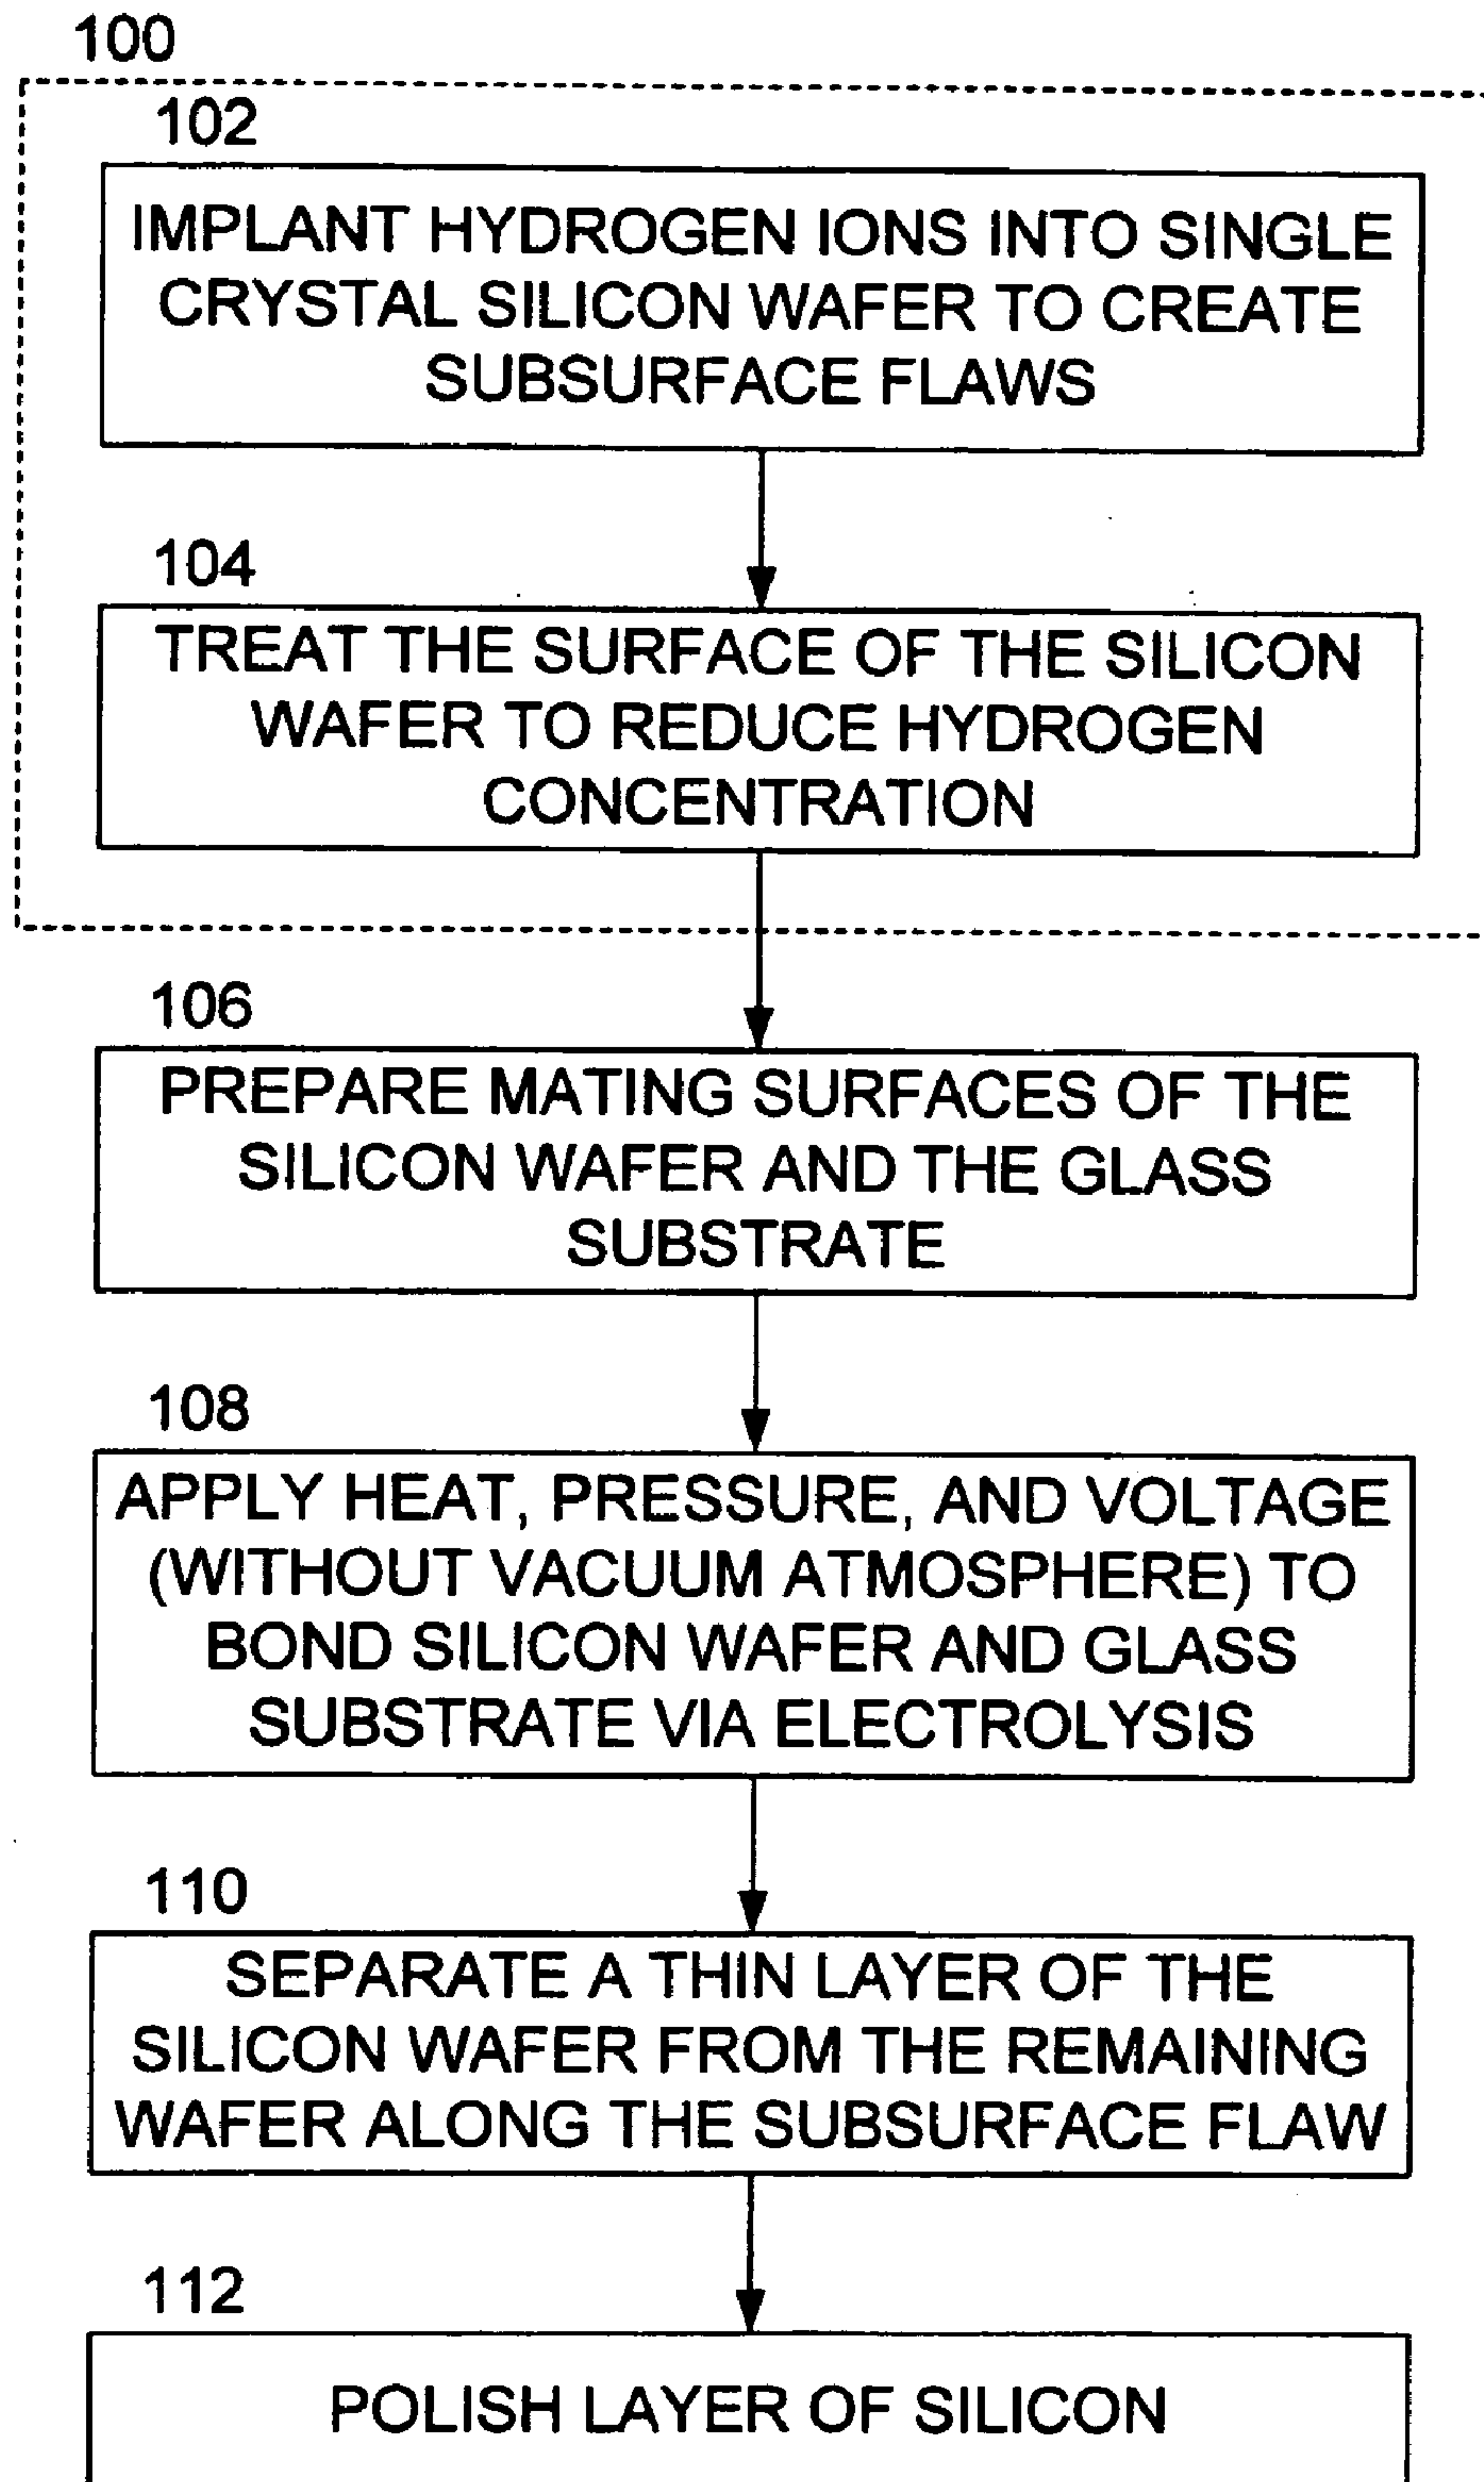 100
102
IMPLANT HYDROGEN IONS INTO SINGLE
CRYSTAL SILICON WAFER TO CREATE
SUBSURFACE FLAWS
104
TREAT THE SURFACE OF THE SILICON
WAFER TO REDUCE HYDROGEN
CONCENTRATION
106
PREPARE MATING SURFACES OF THE
SILICON WAFER AND THE GLASS
SUBSTRATE
108
APPLY HEAT, PRESSURE, AND VOLTAGE
(WITHOUT VACUUM ATMOSPHERE) TO
BOND SILICON WAFER AND GLASS
SUBSTRATE VIA ELECTROLYSIS
110
SEPARATE A THIN LAYER OF THE
SILICON WAFER FROM THE REMAINING
WAFER ALONG THE SUBSURFACE FLAW
112
POLISH LAYER OF SILICON